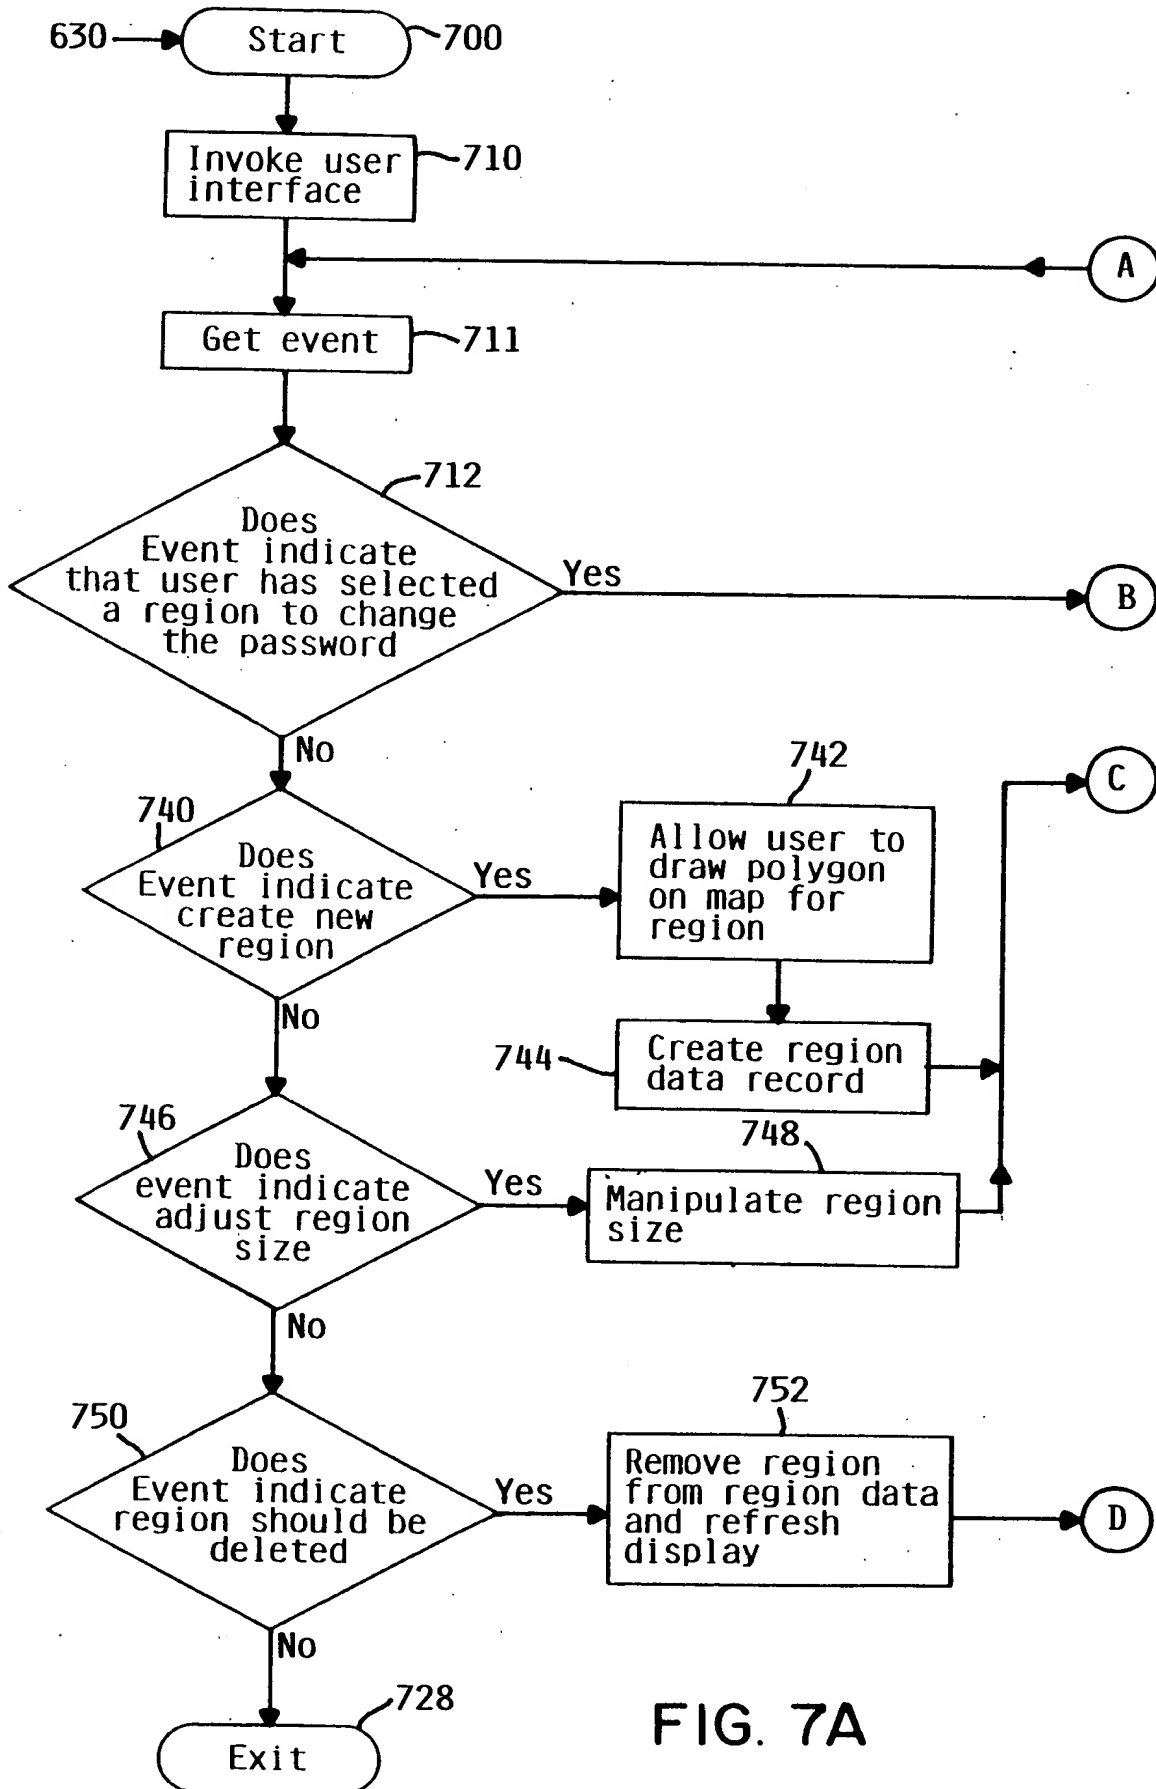 630
Start
700
Invoke user
interface
710
A
Get event
711
712
Does
Event indicate
that user has selected
a region to change
the password
Yes
B
No
742
C
740
Does
Event indicate
create new
region
Yes
Allow user to
draw polygon
on map for
region
No
744
Create region
data record
746
748
Does
event indicate
adjust region
size
Yes
Manipulate region
size
No
752
750
Does
Event indicate
region should be
deleted
Yes
Remove region
from region data
and refresh
display
D
No
728
Exit
FIG. 7A